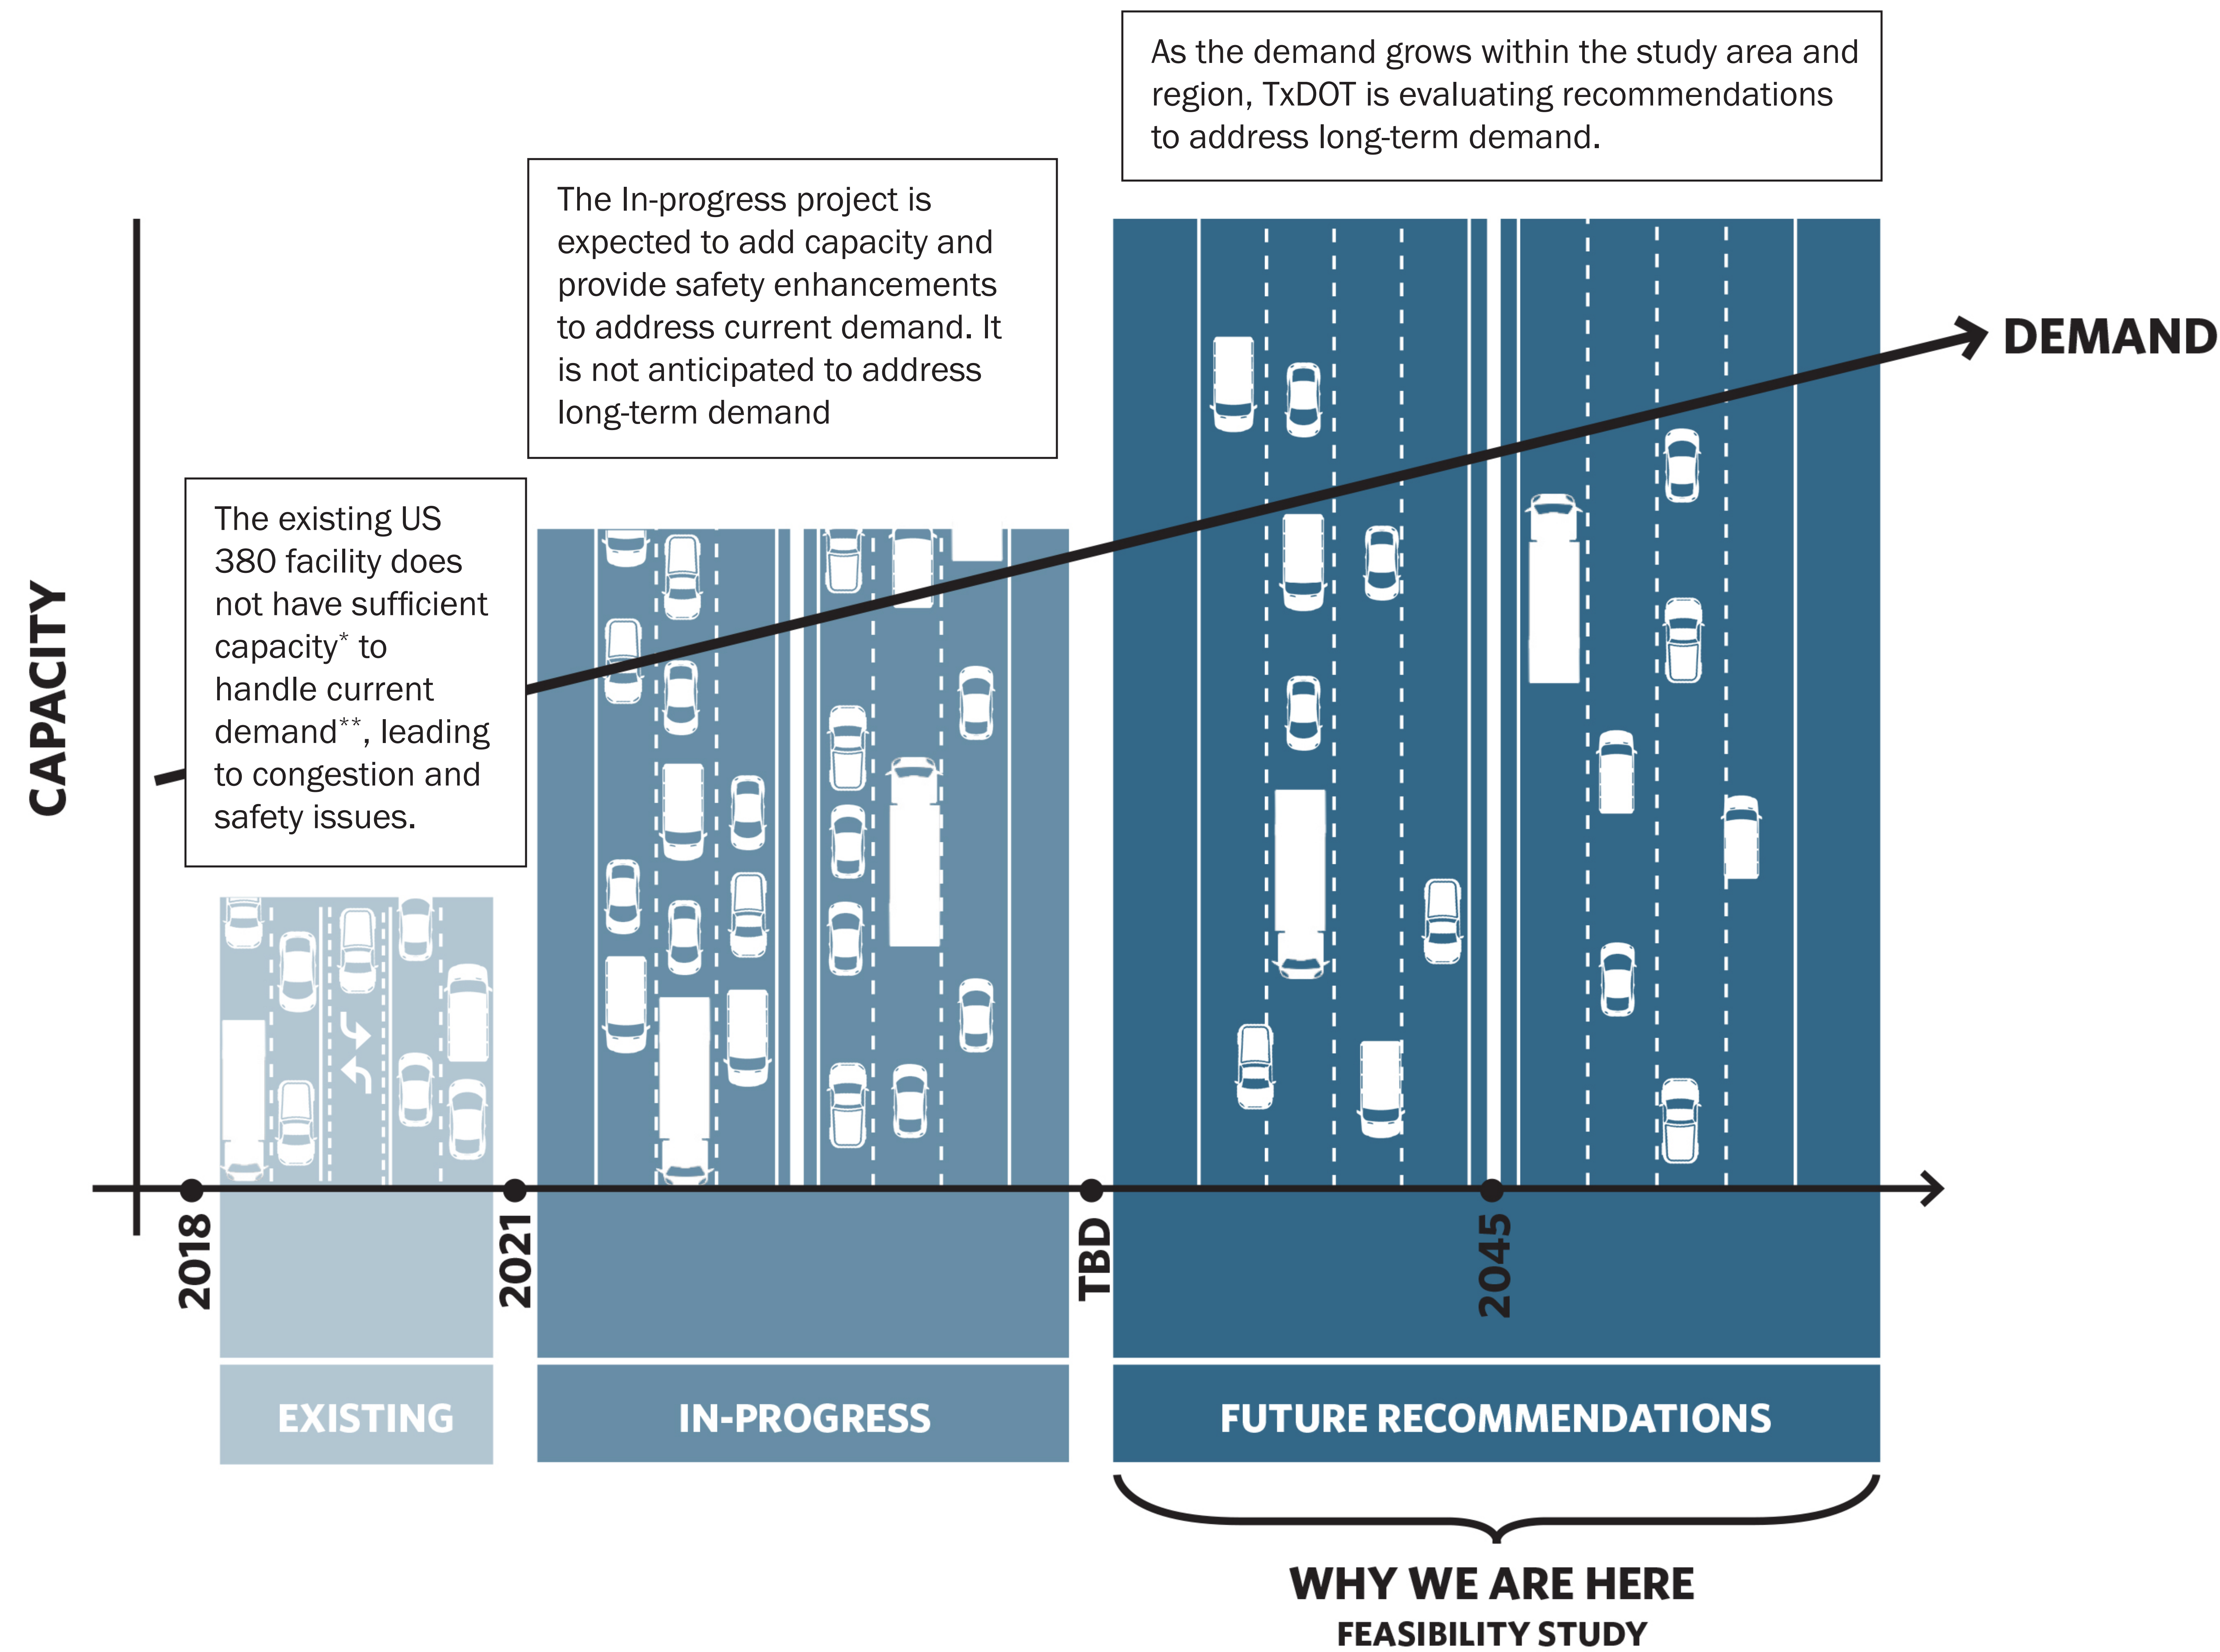 As the demand grows within the study area and
region, TxDOT is evaluating recommendations
to address long-term demand.
The In-progress project is
expected to add capacity and
provide safety enhancements
to address current demand. It
is not anticipated to address
long-term demand
The existing US
380 facility does
not have sufficient
capacity* to
handle current
demand**, leading
to congestion and
safety issues.
DEMAND
CAPACITY
2018
2021
TBD
2045
EXISTING
IN-PROGRESS
FUTURE RECOMMENDATIONS
WHY WE ARE HERE
FEASIBILITY STUDY